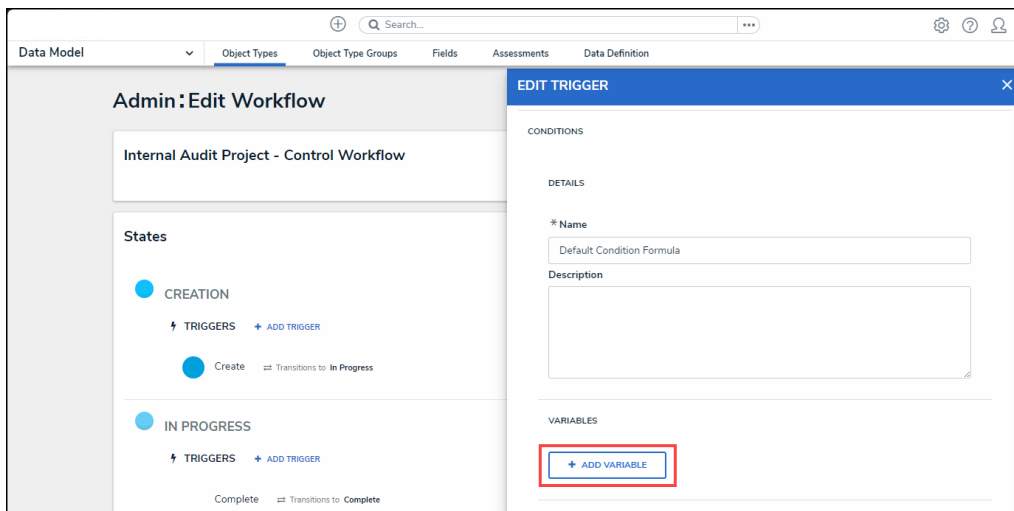 Search...
Data Model
Object Types
Object Type Groups
Fields
Assessments
Data Definition
Admin:Edit Workflow
Internal Audit Project - Control Workflow
States
CREATION
TRIGGERS + ADD TRIGGER
Create ⇄ Transitions to In Progress
IN PROGRESS
TRIGGERS + ADD TRIGGER
Complete ⇄ Transitions to Complete
EDIT TRIGGER
CONDITIONS
DETAILS
*Name
Default Condition Formula
Description
VARIABLES
+ ADD VARIABLE